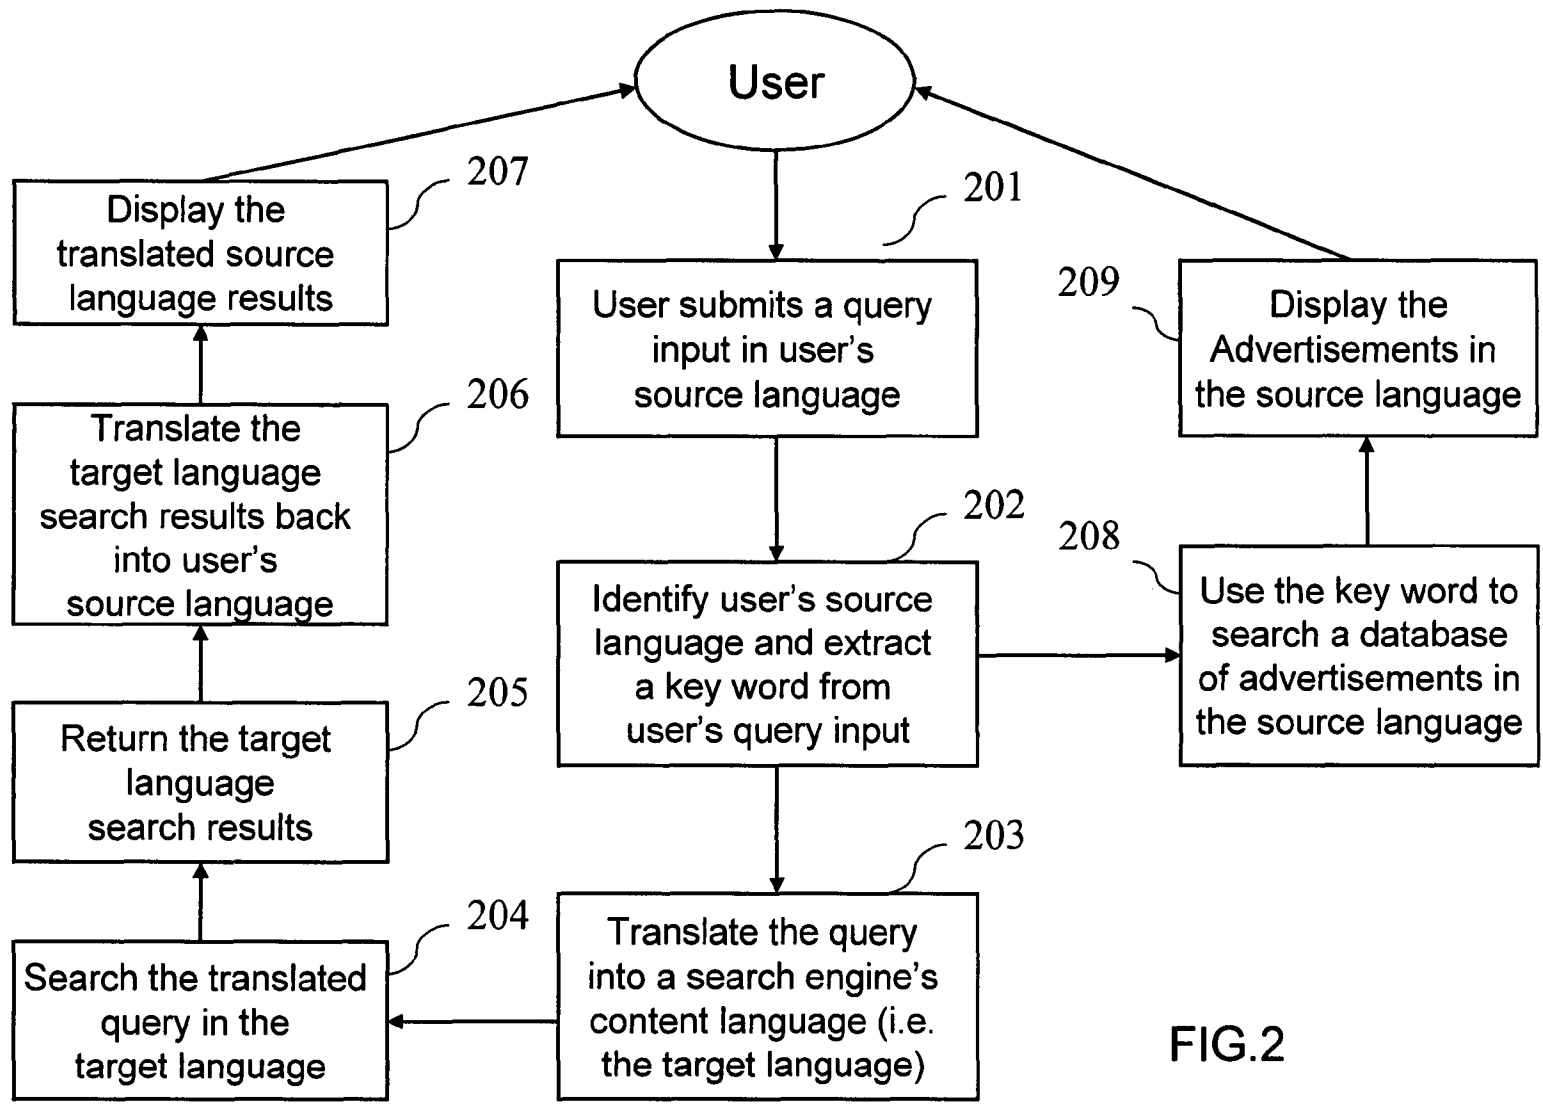 User
201
User submits a query
input in user's
source language
202
Identify user's source
language and extract
a key word from
user's query input
203
Translate the query
into a search engine's
content language (i.e.
the target language)
204
Search the translated
query in the
target language
205
Return the target
language
search results
206
Translate the
target language
search results back
into user's
source language
207
Display the
translated source
language results
208
Use the key word to
search a database
of advertisements in
the source language
209
Display the
Advertisements in
the source language
FIG.2